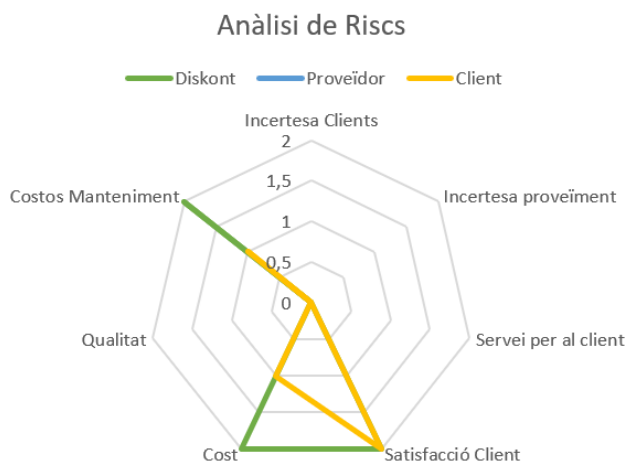 Anàlisi de Riscs
Diskont Proveïdor Client
Incertesa Clients
2
Costos Manteniment
Incertesa proveïment
1,5
1
0,5
0
Qualitat
Servei per al client
Cost
Satisfacció Client